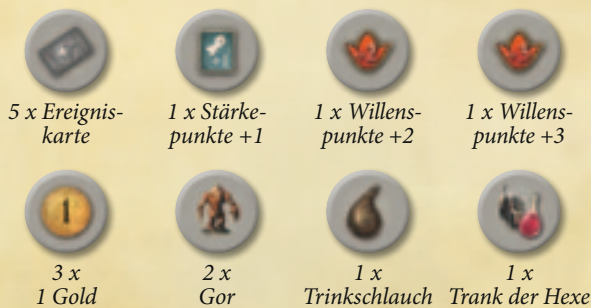 5 x Ereignis-
karte
1 x Stärke-
punkte +1
1 x Willens-
punkte +2
1 x Willens-
punkte +3
1
3 x
1 Gold
2 x
Gor
1 x
Trinkschlauch
1 x
Trank der Hexe